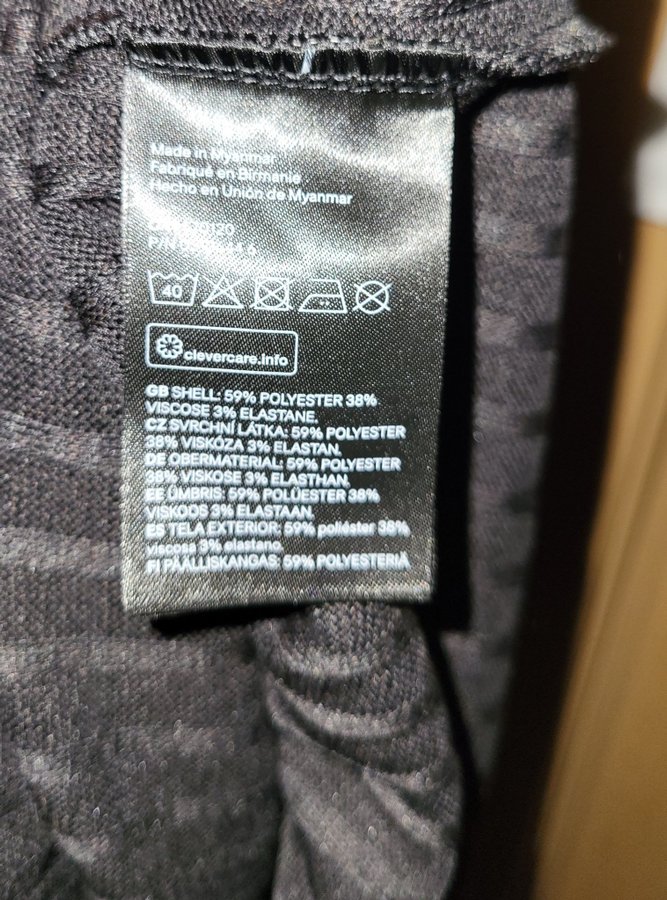 Made in Myanmar
Fabriqué en Birmanie
Hecho en Unión de Myanmar
40
clevercare.info
GB SHELL: 59% POLYESTER 38%
VISCOSE 3% ELASTANE.
CZ SVRCHNÍ LÁTKA: 59% POLYESTER
38% VISKÓZA 3% ELASTAN.
DE OBERMATERIAL: 59% POLYESTER
38% VISKOSE 3% ELASTHAN.
EE ÜMBRIS: 59% POLÜESTER 38%
VISKOOS 3% ELASTAAN.
ES TELA EXTERIOR: 59% poliéster 38%
viscosa 3% elastano.
FI PÄÄLLISKANGAS: 59% POLYESTERIÄ